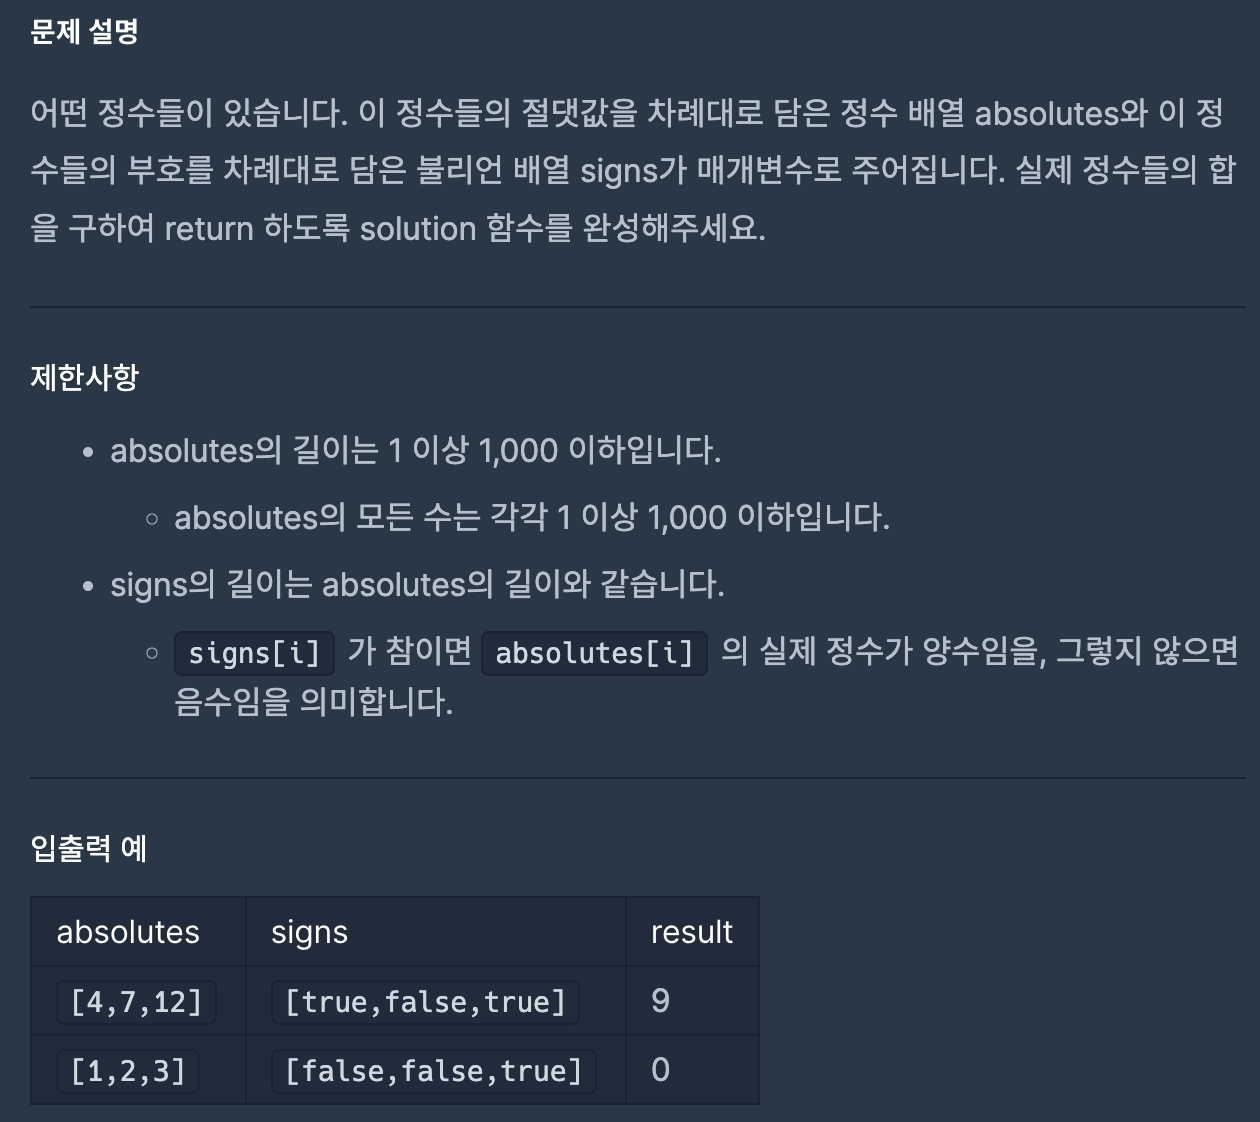 문제 설명
어떤 정수들이 있습니다. 이 정수들의 절댓값을 차례대로 담은 정수 배열 absolutes와 이 정
수들의 부호를 차례대로 담은 불리언 배열 signs가 매개변수로 주어집니다. 실제 정수들의 합
을 구하여 return 하도록 solution 함수를 완성해주세요.
제한사항
• absolutes의 길이는 1 이상 1,000 이하입니다.
◦ absolutes의 모든 수는 각각 1 이상 1,000 이하입니다.
• signs의 길이는 absolutes의 길이와 같습니다.
◦ signs[i] 가 참이면 absolutes[i] 의 실제 정수가 양수임을, 그렇지 않으면
음수임을 의미합니다.
입출력 예
absolutes signs result
[4,7,12] [true,false,true] 9
[1,2,3] [false,false,true] 0